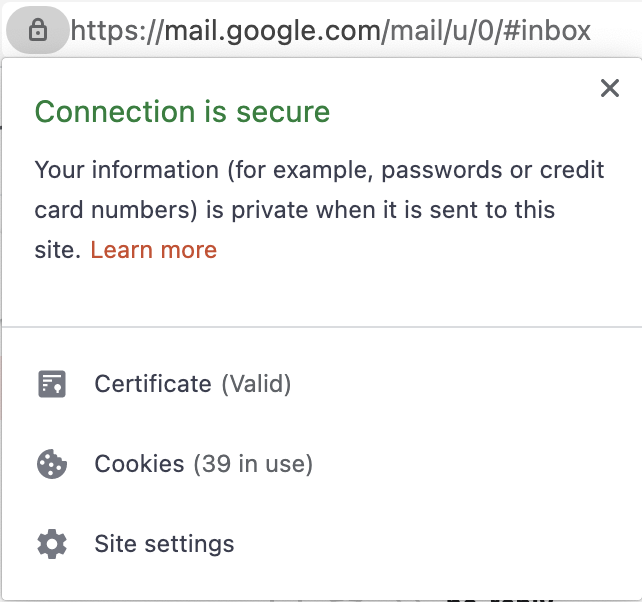 https://mail.google.com/mail/u/0/#inbox
Connection is secure
Your information (for example, passwords or credit
card numbers) is private when it is sent to this
site. Learn more
Certificate (Valid)
Cookies (39 in use)
Site settings